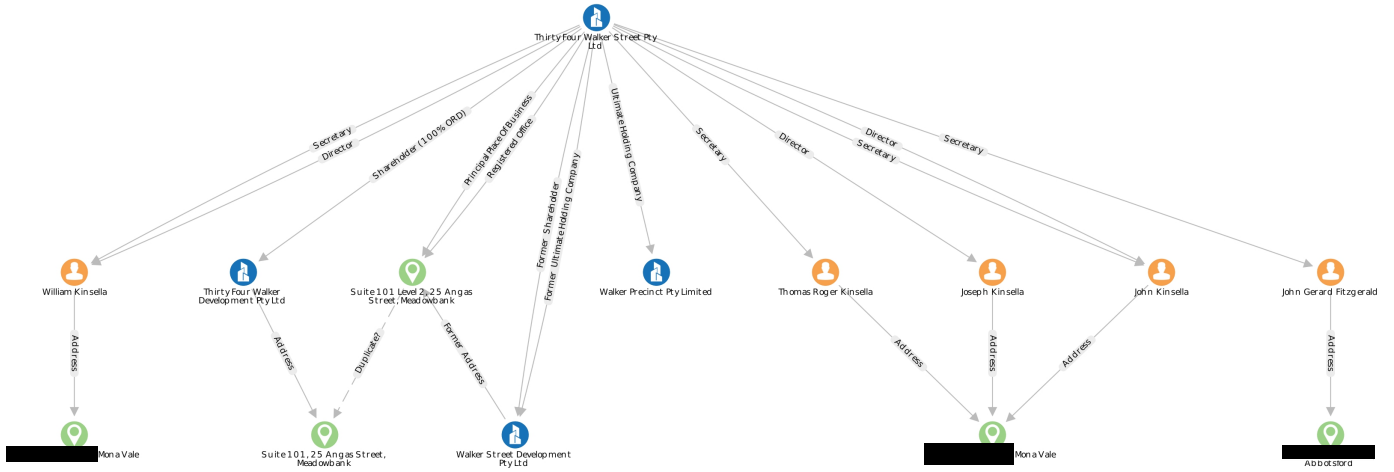 Thirty Four Walker Street Pty
Ltd
Secretary
Director
Shareholder (100% ORD)
Principal Place Of Business
Registered Office
Former Shareholder
Former Ultimate Holding Company
Ultimate Holding Company
Secretary
Director
Director
Secretary
Secretary
William Kinsella
Thirty Four Walker
Development Pty Ltd
Suite 101 Level 2, 25 Angas
Street, Meadowbank
Walker Precinct Pty Limited
Thomas Roger Kinsella
Joseph Kinsella
John Kinsella
John Gerard Fitzgerald
Address
Address
Duplicate?
Former Address
Address
Address
Address
Address
Mona Vale
Suite 101, 25 Angas Street,
Meadowbank
Walker Street Development
Pty Ltd
Mona Vale
Abbotsford